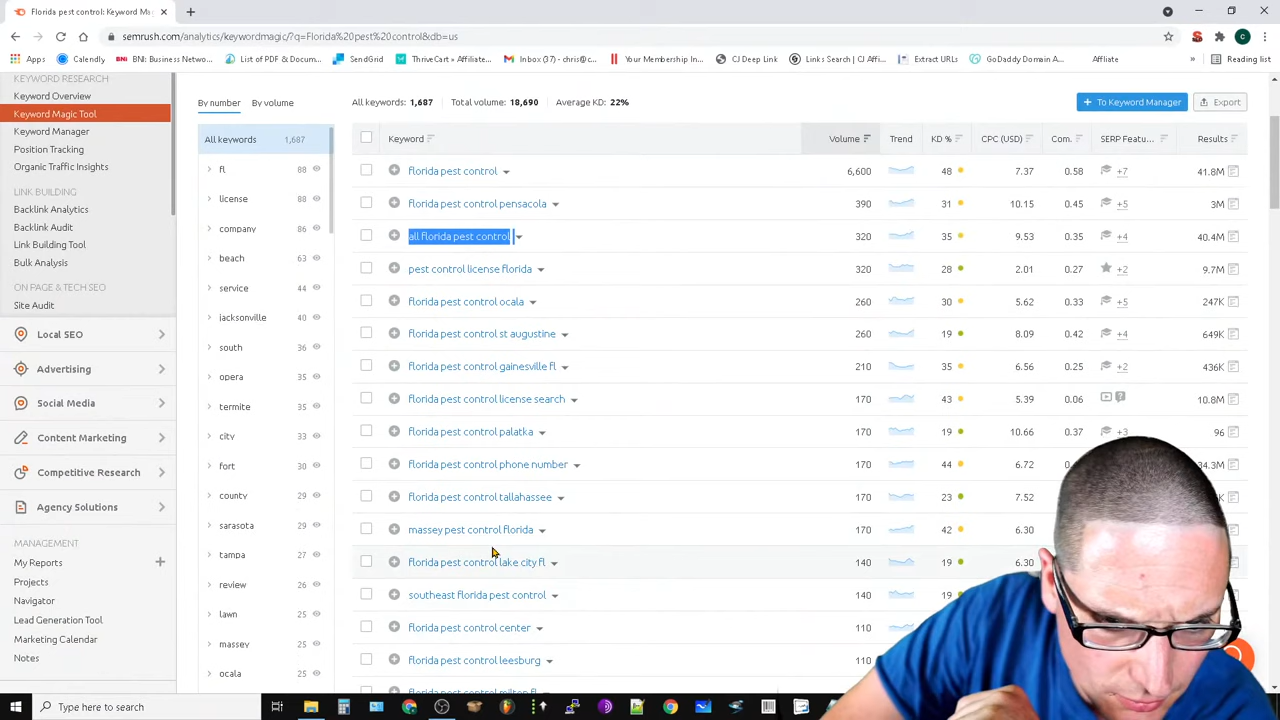 Florida pest control: Keyword Ma
semrush.com/analytics/keywordmagic/?q=Florida%20pest%20control&db=us
Apps Calendly BNI: Business Network... List of PD & Docum... SendGrid ThriveCart > Affiliate... Inbox (37) - chris@c... Your Membership In... CJ Deep Link Links Search | CJ Affi... Extract URLs GoDaddy Domain A... Affiliate » Reading list
KEYWORD RESEARCH
Keyword Overview
Keyword Magic Tool
Keyword Manager
Position Tracking
Organic Traffic Insights
LINK BUILDING
Backlink Analytics
Backlink Audit
Link Building Tool
Bulk Analysis
ON PAGE & TECH SEO
Site Audit
Local SEO
Advertising
Social Media
Content Marketing
Competitive Research
Agency Solutions
MANAGEMENT
My Reports
Projects
Navigator
Lead Generation Tool
Marketing Calendar
Notes
By number By volume
All keywords 1,687
fl 88
license 88
company 86
beach 63
service 44
jacksonville 40
south 36
opera 35
termite 35
city 33
fort 30
county 29
sarasota 29
tampa 27
review 26
lawn 25
massey 25
ocala 25
All keywords: 1,687 Total volume: 18,690 Average KD: 22%
To Keyword Manager Export
Keyword Volume Trend KD % CPC (USD) Com. SERP Featu... Results
florida pest control 6,600 48 7.37 0.58 +7 41.8M
florida pest control pensacola 390 31 10.15 0.45 +5 3M
all florida pest control 320 35 9.53 0.35 +4 40.4M
pest control license florida 320 28 2.01 0.27 +2 9.7M
florida pest control ocala 260 30 5.62 0.33 +5 247K
florida pest control st augustine 260 19 8.09 0.42 +4 649K
florida pest control gainesville fl 210 35 6.56 0.25 +2 436K
florida pest control license search 170 43 5.39 0.06 10.8M
florida pest control palatka 170 19 10.66 0.37 +3 96
florida pest control phone number 170 44 6.72 34.3M
florida pest control tallahassee 170 23 7.52
massey pest control florida 170 42 6.30
florida pest control lake city fl 140 19 6.30
southeast florida pest control 140 19
florida pest control center 110
florida pest control leesburg 110
florida pest control milton fl
Type here to search